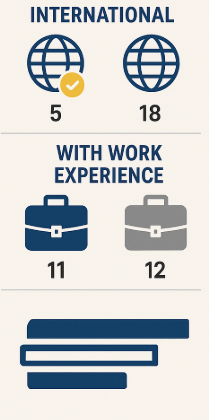 INTERNATIONAL
5 18
WITH WORK
EXPERIENCE
11 12